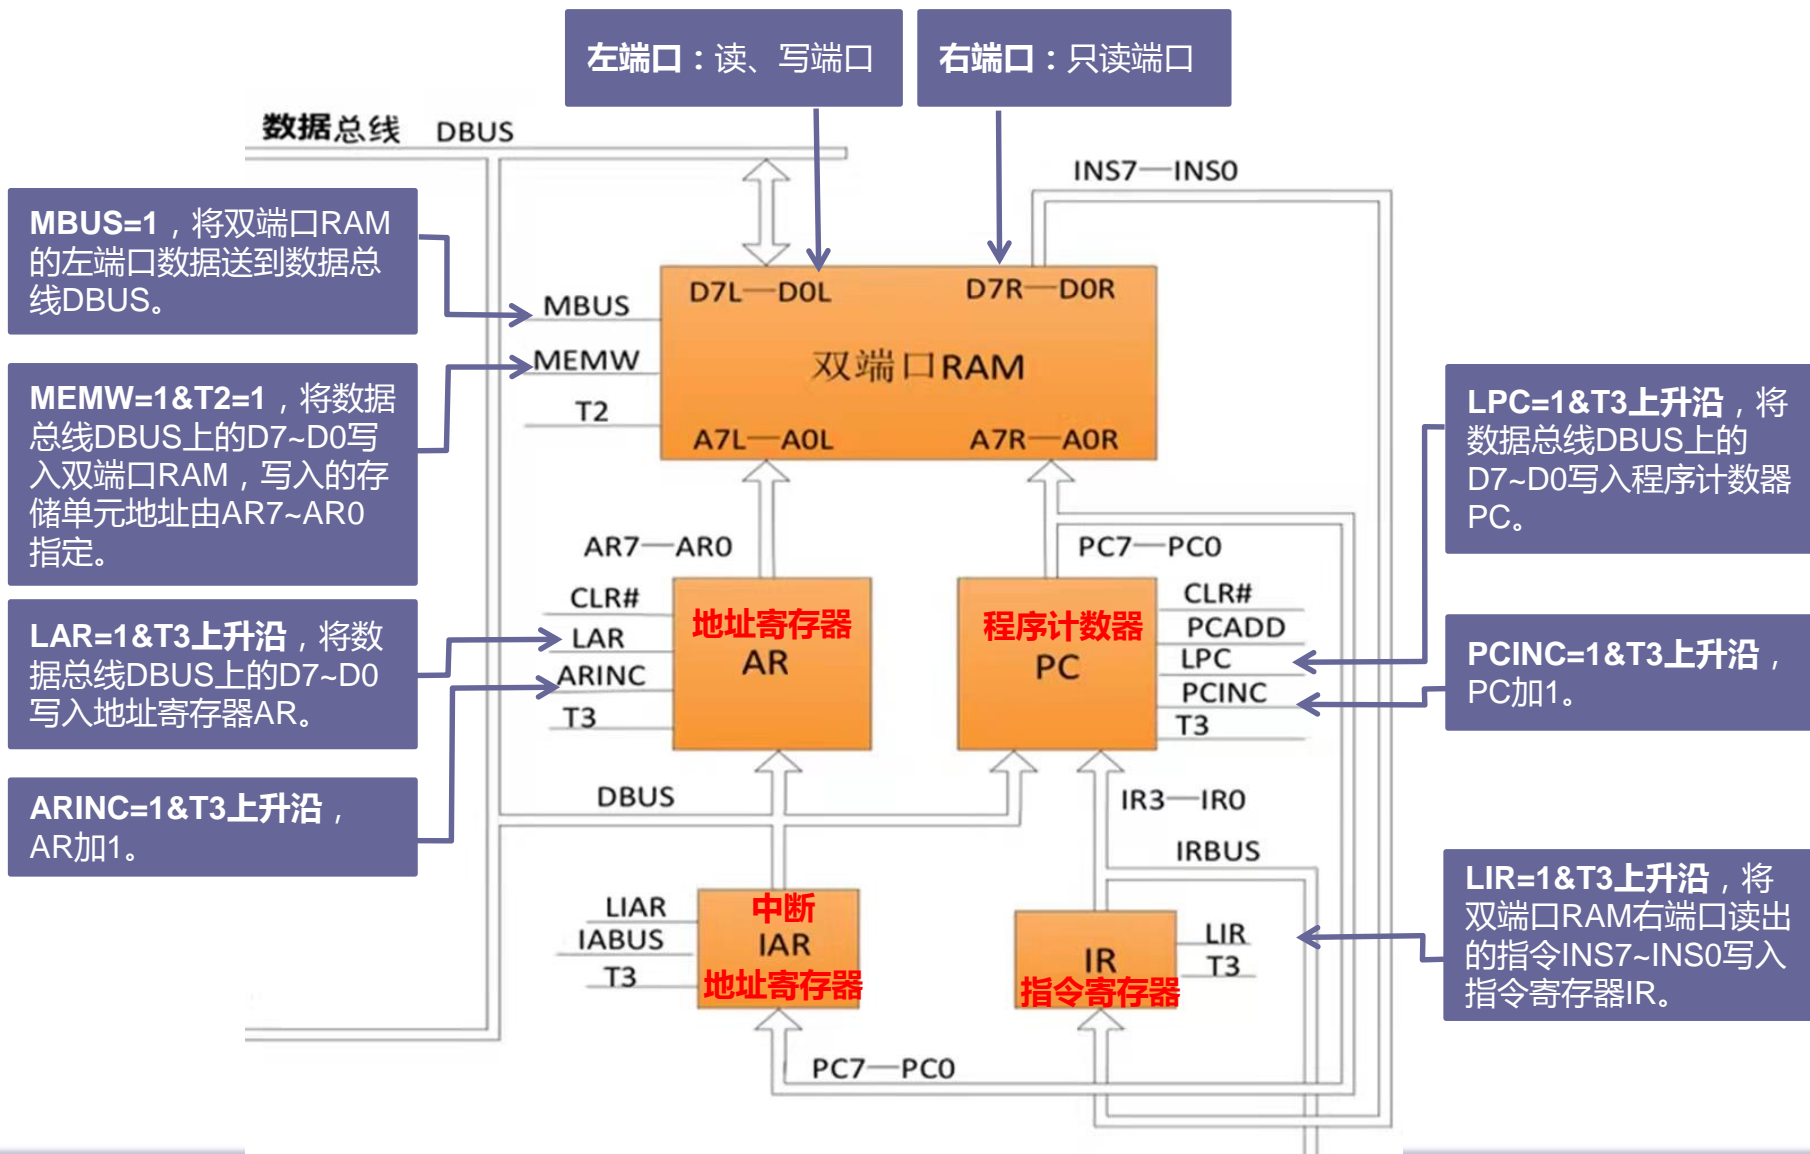 左端口：读、写端口
右端口：只读端口
数据总线 DBUS
INS7—INS0
MBUS=1，将双端口RAM
的左端口数据送到数据总
线DBUS。
D7L—D0L
D7R—D0R
MBUS
双端口RAM
MEMW
T2
A7L—A0L
A7R—A0R
MEMW=1&T2=1，将数据
总线DBUS上的D7~D0写
入双端口RAM，写入的存
储单元地址由AR7~AR0
指定。
LPC=1&T3上升沿，将
数据总线DBUS上的
D7~D0写入程序计数器
PC。
AR7—AR0
PC7—PC0
CLR#
LAR
ARINC
T3
地址寄存器
AR
程序计数器
PC
CLR#
PCADD
LPC
PCINC
T3
LAR=1&T3上升沿，将数
据总线DBUS上的D7~D0
写入地址寄存器AR。
PCINC=1&T3上升沿，
PC加1。
ARINC=1&T3上升沿，
AR加1。
DBUS
IR3—IR0
IRBUS
LIAR
IABUS
T3
中断
IAR
地址寄存器
IR
指令寄存器
LIR
T3
LIR=1&T3上升沿，将
双端口RAM右端口读出
的指令INS7~INS0写入
指令寄存器IR。
PC7—PC0